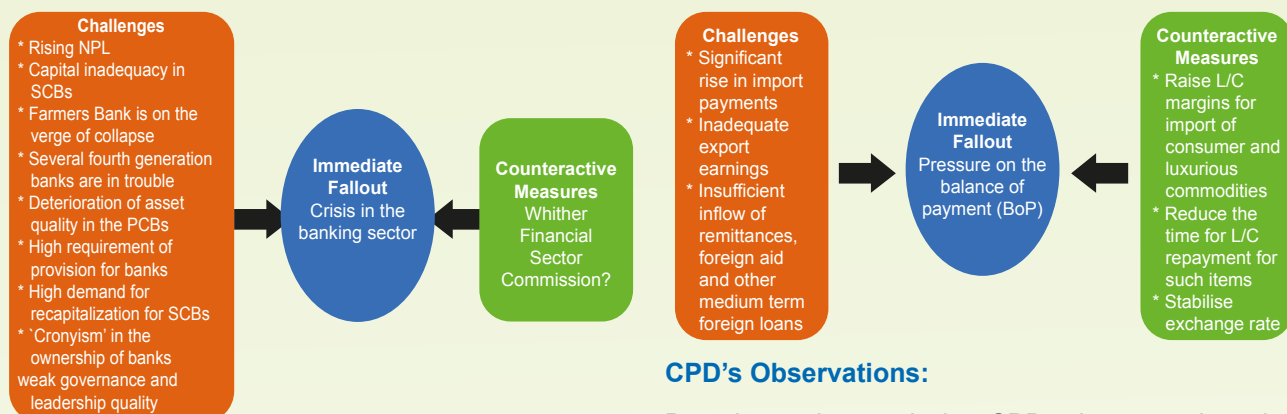 Challenges
* Rising NPL
* Capital inadequacy in
SCBs
* Farmers Bank is on the
verge of collapse
* Several fourth generation
banks are in trouble
* Deterioration of asset
quality in the PCBs
* High requirement of
provision for banks
* High demand for
recapitalization for SCBs
* `Cronyism' in the
ownership of banks
weak governance and
leadership quality
Immediate
Fallout
Crisis in the
banking sector
Counteractive
Measures
Whither
Financial
Sector
Commission?
Challenges
* Significant
rise in import
payments
* Inadequate
export
earnings
* Insufficient
inflow of
remittances,
foreign aid
and other
medium term
foreign loans
Immediate
Fallout
Pressure on the
balance of
payment (BoP)
Counteractive
Measures
* Raise L/C
margins for
import of
consumer and
luxurious
commodities
* Reduce the
time for L/C
repayment for
such items
* Stabilise
exchange rate
CPD's Observations: